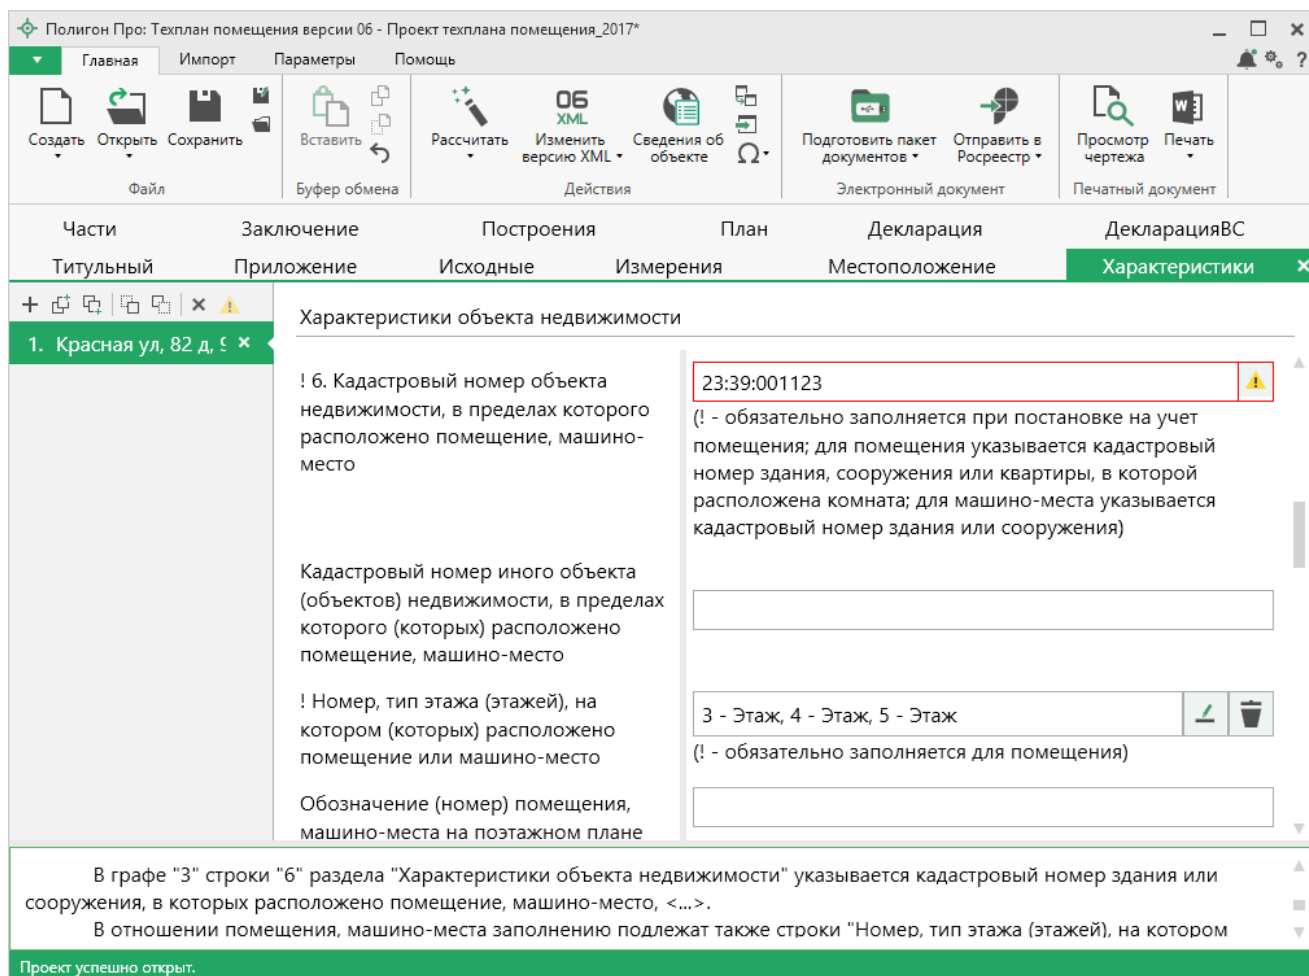 Полигон Про: Техплан помещения версии 06 - Проект техплана помещения_2017*
Главная Импорт Параметры Помощь
?
Создать Открыть Сохранить
Файл
Вставить
Буфер обмена
06
XML
Рассчитать Изменить версию XML Сведения об объекте
Ω
Действия
Подготовить пакет документов Отправить в Росреестр
Электронный документ
W
Просмотр чертежа Печать
Печатный документ
Части Заключение Построения План Декларация ДекларацияВС
Титульный Приложение Исходные Измерения Местоположение Характеристики
1. Красная ул, 82 д,
Характеристики объекта недвижимости
! 6. Кадастровый номер объекта
недвижимости, в пределах которого
расположено помещение, машино-
место
23:39:001123
(! - обязательно заполняется при постановке на учет
помещения; для помещения указывается кадастровый
номер здания, сооружения или квартиры, в которой
расположена комната; для машино-места указывается
кадастровый номер здания или сооружения)
Кадастровый номер иного объекта
(объектов) недвижимости, в пределах
которого (которых) расположено
помещение, машино-место
! Номер, тип этажа (этажей), на
котором (которых) расположено
помещение или машино-место
3 - Этаж, 4 - Этаж, 5 - Этаж
(! - обязательно заполняется для помещения)
Обозначение (номер) помещения,
машино-места на поэтажном плане
В графе "3" строки "6" раздела "Характеристики объекта недвижимости" указывается кадастровый номер здания или
сооружения, в которых расположено помещение, машино-место, <...>.
В отношении помещения, машино-места заполнению подлежат также строки "Номер, тип этажа (этажей), на котором
Проект успешно открыт.